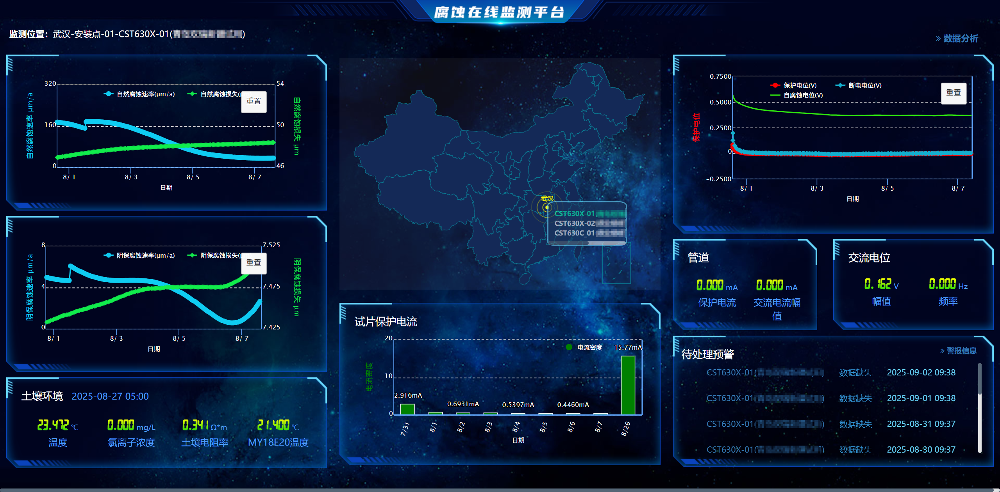 腐蚀在线监测平台
监测位置：武汉-安装点-01-CST630X-01(
)
» 数据分析
320
54
自然腐蚀速率(μm/a)
自然腐蚀损失(
重置
160
50
0
46
自然腐蚀速率 μm/a
自然腐蚀损失 μm
8/ 1
8/ 3
8/ 5
8/ 7
日期
8
7.525
阴保腐蚀速率(μm/a)
阴保腐蚀损失(
重置
4
7.475
0
7.425
阴保腐蚀速率 μm/a
阴保腐蚀损失 μm
8/ 1
8/ 3
8/ 5
8/ 7
日期
土壤环境 2025-08-27 05:00
23.472 ℃
0.000 mg/L
0.341 Ω*m
21.400 ℃
温度
氯离子浓度
土壤电阻率
MY18E20温度
武汉
CST630X-01(
CST630X-02
CST630C_01
试片保护电流
20
电流密度
15.77mA
10
电流密度
2.916mA
0.6931mA
0.5397mA
0.4460mA
0
7/31
8/1
8/2
8/3
8/4
8/5
8/6
8/7
8/26
日期
0.7500
保护电位(V)
断电电位(V)
自腐蚀电位(V)
重置
0.5000
0.2500
0
-0.2500
保护电位
8/ 1
8/ 3
8/ 5
8/ 7
日期
管道
0.000 mA
0.000 mA
保护电流
交流电流幅
值
交流电位
0.162 V
0.000 Hz
幅值
频率
待处理预警
» 警报信息
CST630X-01( ) 数据缺失 2025-09-02 09:38
CST630X-01( ) 数据缺失 2025-09-01 09:38
CST630X-01( ) 数据缺失 2025-08-31 09:37
CST630X-01( ) 数据缺失 2025-08-30 09:37